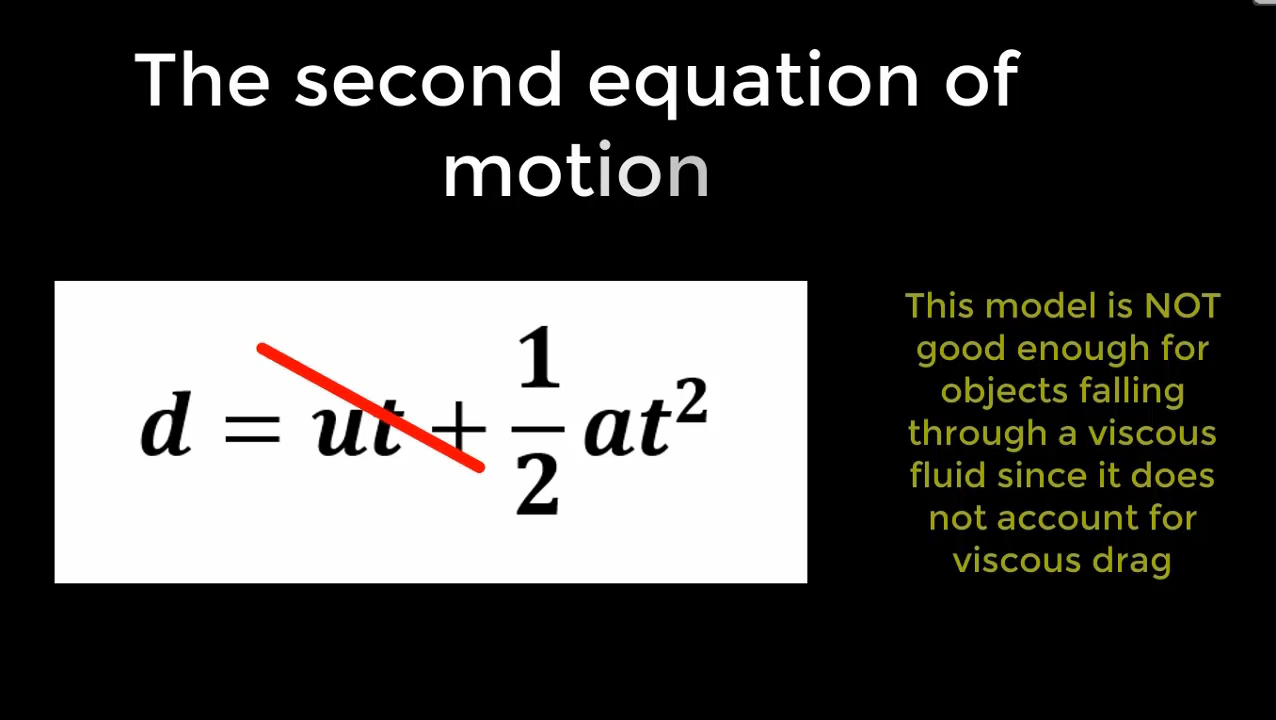 The second equation of
motion
d = ut + 1/2 at²
This model is NOT
good enough for
objects falling
through a viscous
fluid since it does
not account for
viscous drag